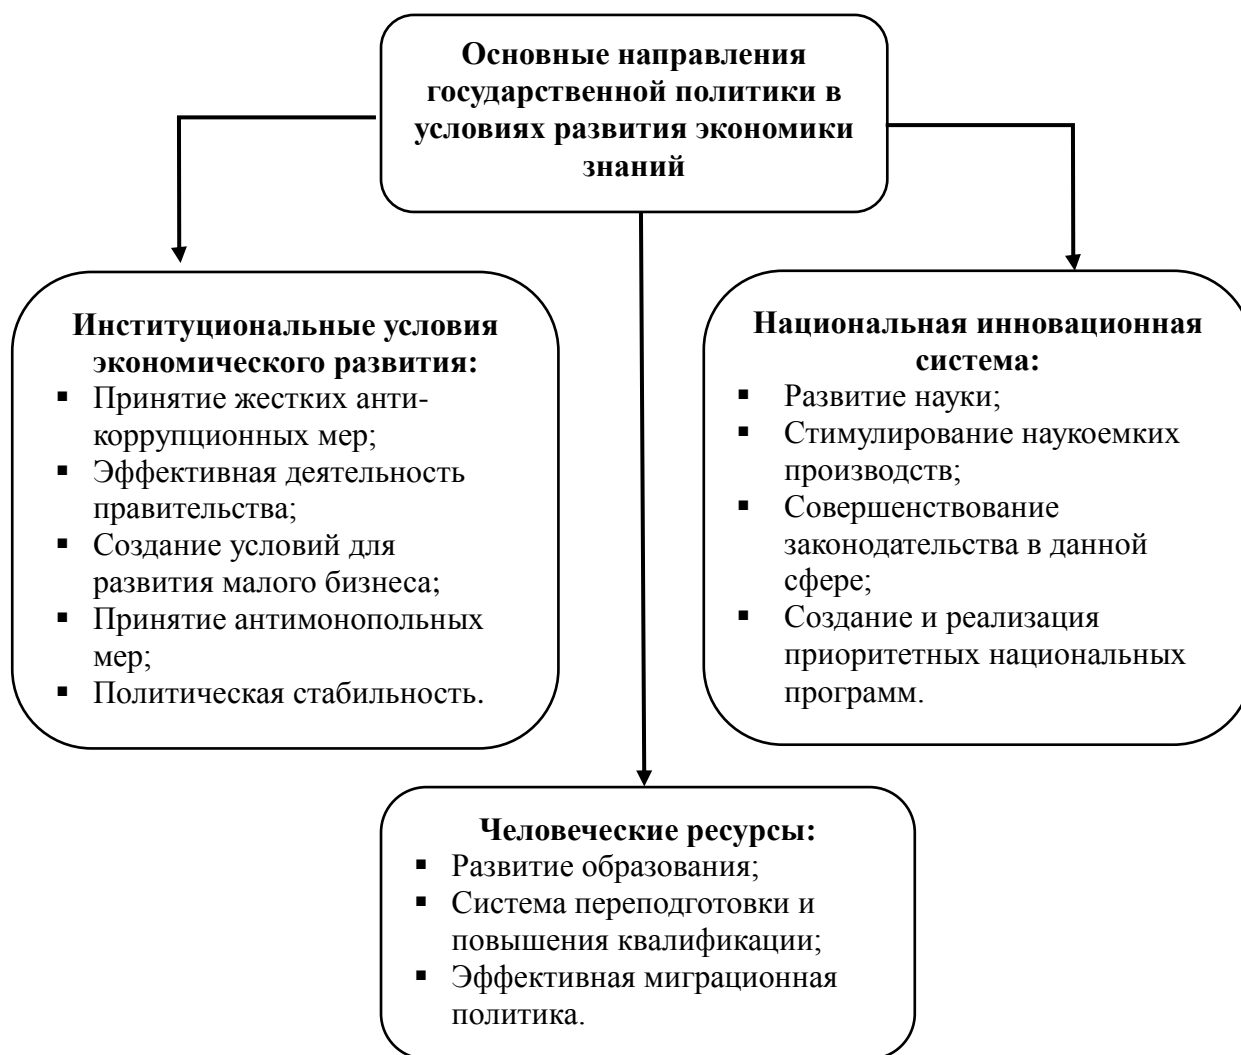 Основные направления
государственной политики в
условиях развития экономики
знаний
Институциональные условия
экономического развития:
▪ Принятие жестких анти-
коррупционных мер;
▪ Эффективная деятельность
правительства;
▪ Создание условий для
развития малого бизнеса;
▪ Принятие антимонопольных
мер;
▪ Политическая стабильность.
Национальная инновационная
система:
▪ Развитие науки;
▪ Стимулирование наукоемких
производств;
▪ Совершенствование
законодательства в данной
сфере;
▪ Создание и реализация
приоритетных национальных
программ.
Человеческие ресурсы:
▪ Развитие образования;
▪ Система переподготовки и
повышения квалификации;
▪ Эффективная миграционная
политика.